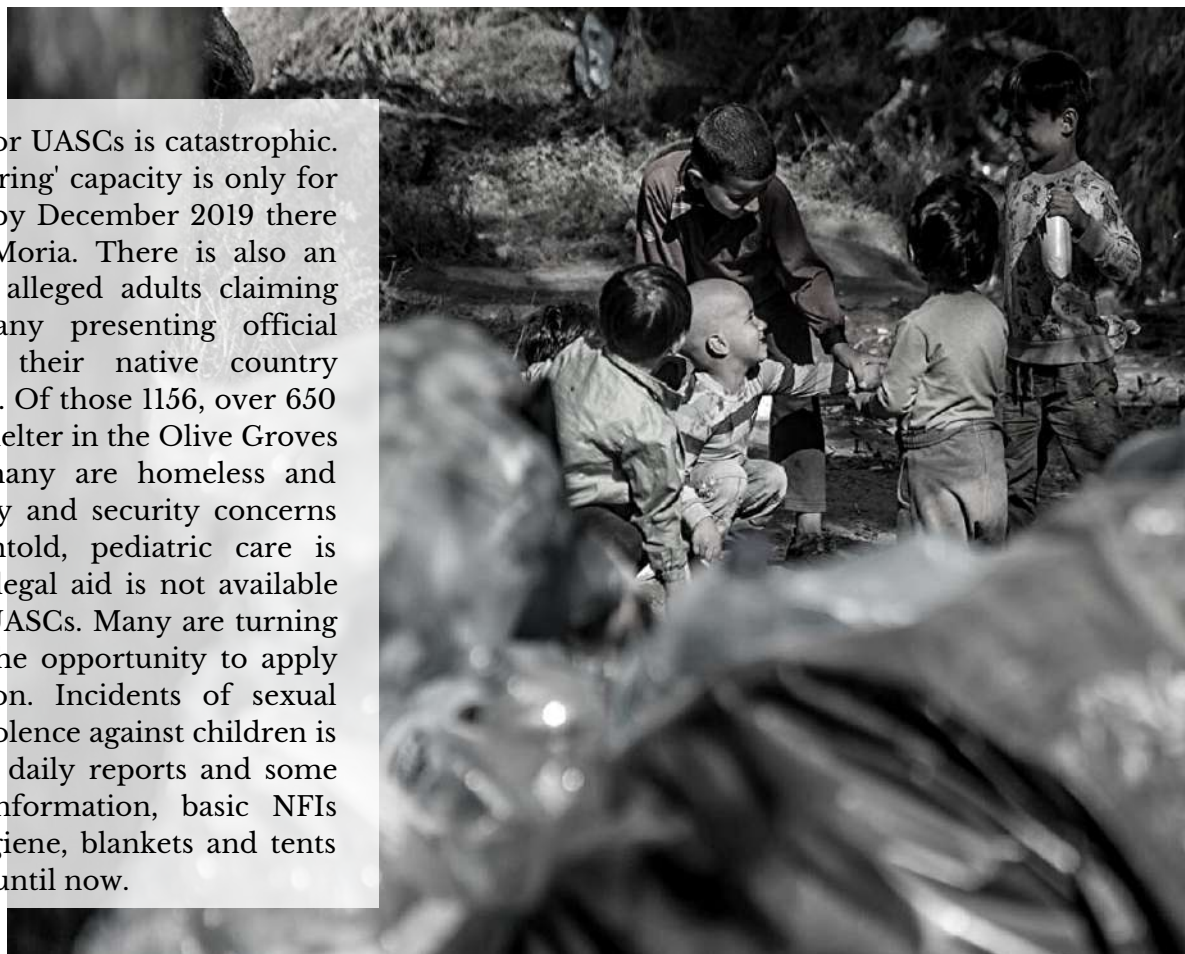 or UASCs is catastrophic.
ring' capacity is only for
by December 2019 there
Moria. There is also an
alleged adults claiming
any presenting official
their native country
. Of those 1156, over 650
elter in the Olive Groves
many are homeless and
y and security concerns
ntold, pediatric care is
legal aid is not available
UASCs. Many are turning
he opportunity to apply
on. Incidents of sexual
olence against children is
daily reports and some
nformation, basic NFIs
giene, blankets and tents
until now.